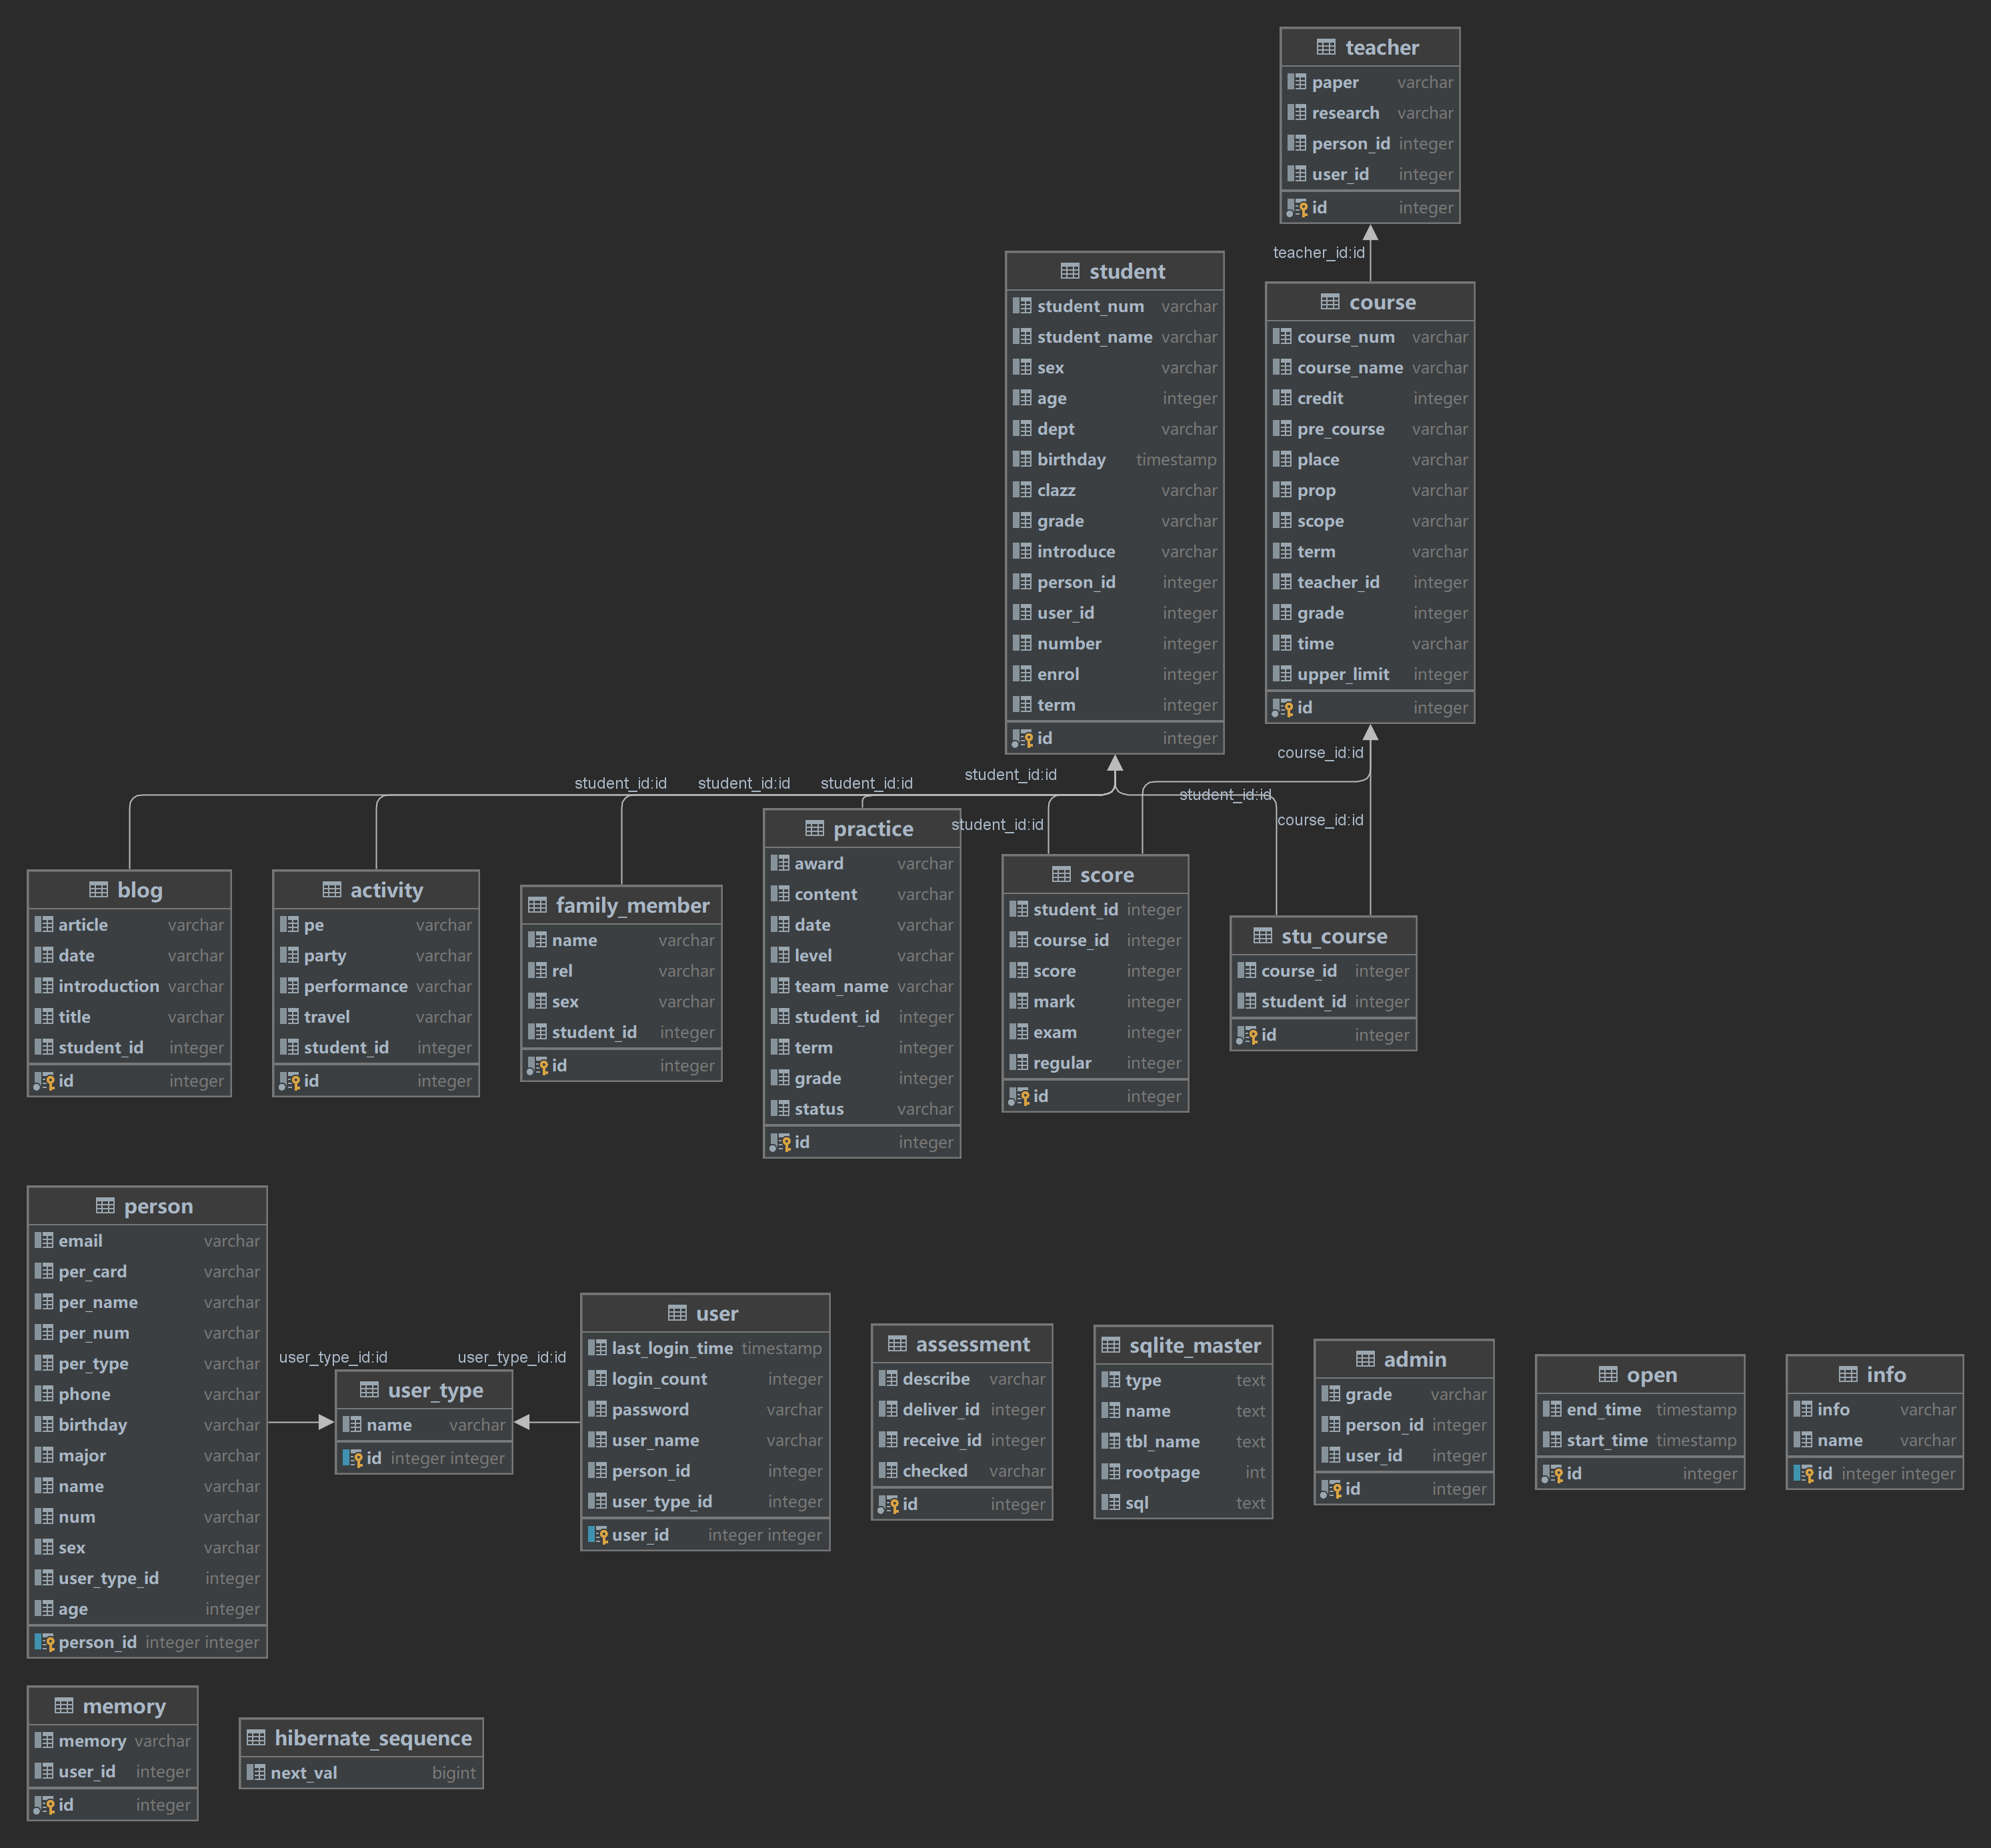 teacher
paper varchar
research varchar
person_id integer
user_id integer
id integer
teacher_id:id
student
student_num varchar
student_name varchar
sex varchar
age integer
dept varchar
birthday timestamp
clazz varchar
grade varchar
introduce varchar
person_id integer
user_id integer
number integer
enrol integer
term integer
id integer
course
course_num varchar
course_name varchar
credit integer
pre_course varchar
place varchar
prop varchar
scope varchar
term varchar
teacher_id integer
grade integer
time varchar
upper_limit integer
id integer
student_id:id
student_id:id
student_id:id
student_id:id
student_id:id
student_id:id
course_id:id
course_id:id
blog
article varchar
date varchar
introduction varchar
title varchar
student_id integer
id integer
activity
pe varchar
party varchar
performance varchar
travel varchar
student_id integer
id integer
family_member
name varchar
rel varchar
sex varchar
student_id integer
id integer
practice
award varchar
content varchar
date varchar
level varchar
team_name varchar
student_id integer
term integer
grade integer
status varchar
id integer
score
student_id integer
course_id integer
score integer
mark integer
exam integer
regular integer
id integer
stu_course
course_id integer
student_id integer
id integer
person
email varchar
per_card varchar
per_name varchar
per_num varchar
per_type varchar
phone varchar
birthday varchar
major varchar
name varchar
num varchar
sex varchar
user_type_id integer
age integer
person_id integer integer
user_type_id:id
user_type_id:id
user_type
name varchar
id integer integer
user
last_login_time timestamp
login_count integer
password varchar
user_name varchar
person_id integer
user_type_id integer
user_id integer integer
assessment
describe varchar
deliver_id integer
receive_id integer
checked varchar
id integer
sqlite_master
type text
name text
tbl_name text
rootpage int
sql text
admin
grade varchar
person_id integer
user_id integer
id integer
open
end_time timestamp
start_time timestamp
id integer
info
info varchar
name varchar
id integer integer
memory
memory varchar
user_id integer
id integer
hibernate_sequence
next_val bigint